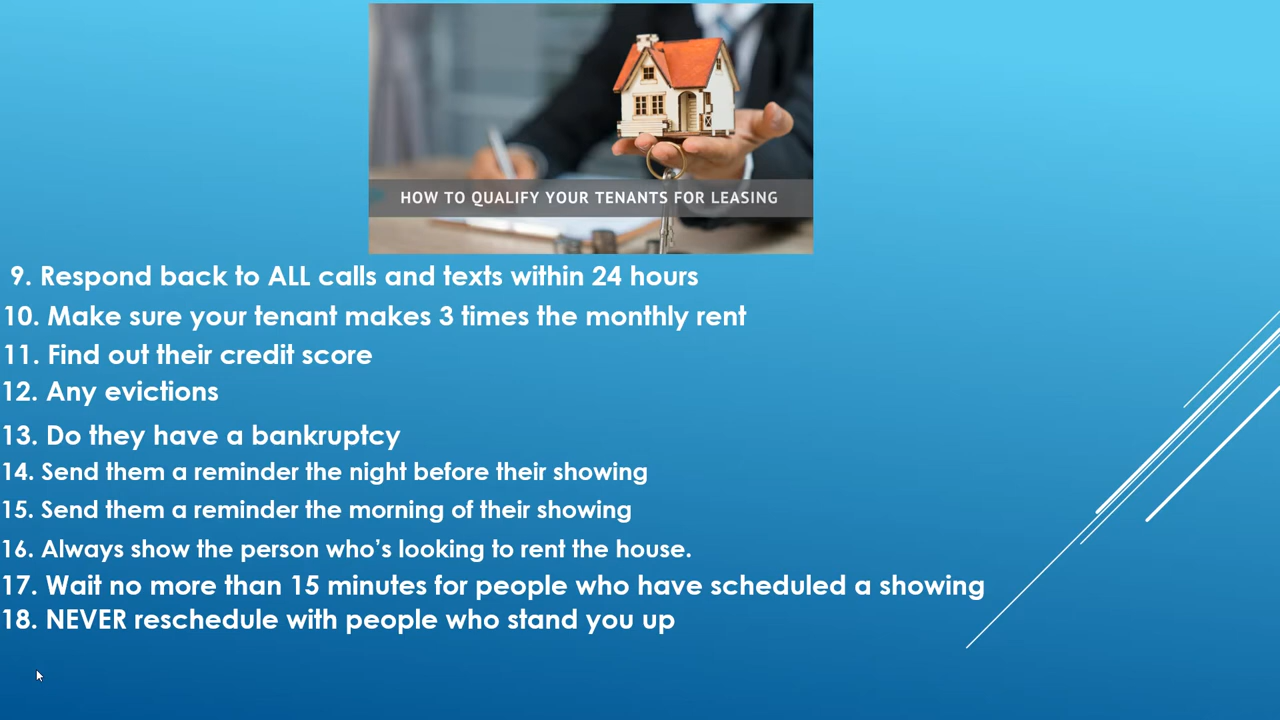 HOW TO QUALIFY YOUR TENANTS FOR LEASING
9. Respond back to ALL calls and texts within 24 hours
10. Make sure your tenant makes 3 times the monthly rent
11. Find out their credit score
12. Any evictions
13. Do they have a bankruptcy
14. Send them a reminder the night before their showing
15. Send them a reminder the morning of their showing
16. Always show the person who’s looking to rent the house.
17. Wait no more than 15 minutes for people who have scheduled a showing
18. NEVER reschedule with people who stand you up